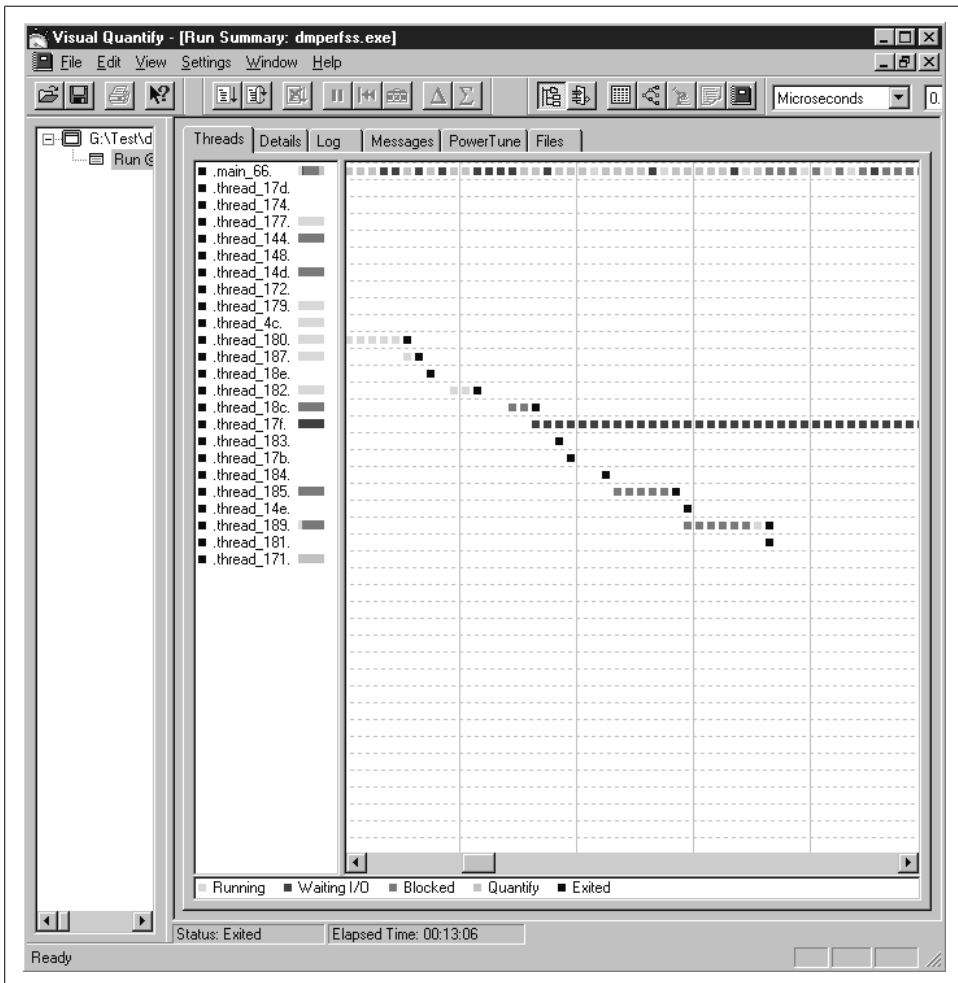 Visual Quantify - [Run Summary: dmperfss.exe]
File Edit View Settings Window Help
Microseconds
0.
G:\Test\d
Run
Threads Details Log Messages PowerTune Files
.main_66.
.thread_17d.
.thread_174.
.thread_177.
.thread_144.
.thread_148.
.thread_14d.
.thread_172.
.thread_179.
.thread_4c.
.thread_180.
.thread_187.
.thread_18e.
.thread_182.
.thread_18c.
.thread_17f.
.thread_183.
.thread_17b.
.thread_184.
.thread_185.
.thread_14e.
.thread_189.
.thread_181.
.thread_171.
Running Waiting I/O Blocked Quantify Exited
Status: Exited Elapsed Time: 00:13:06
Ready